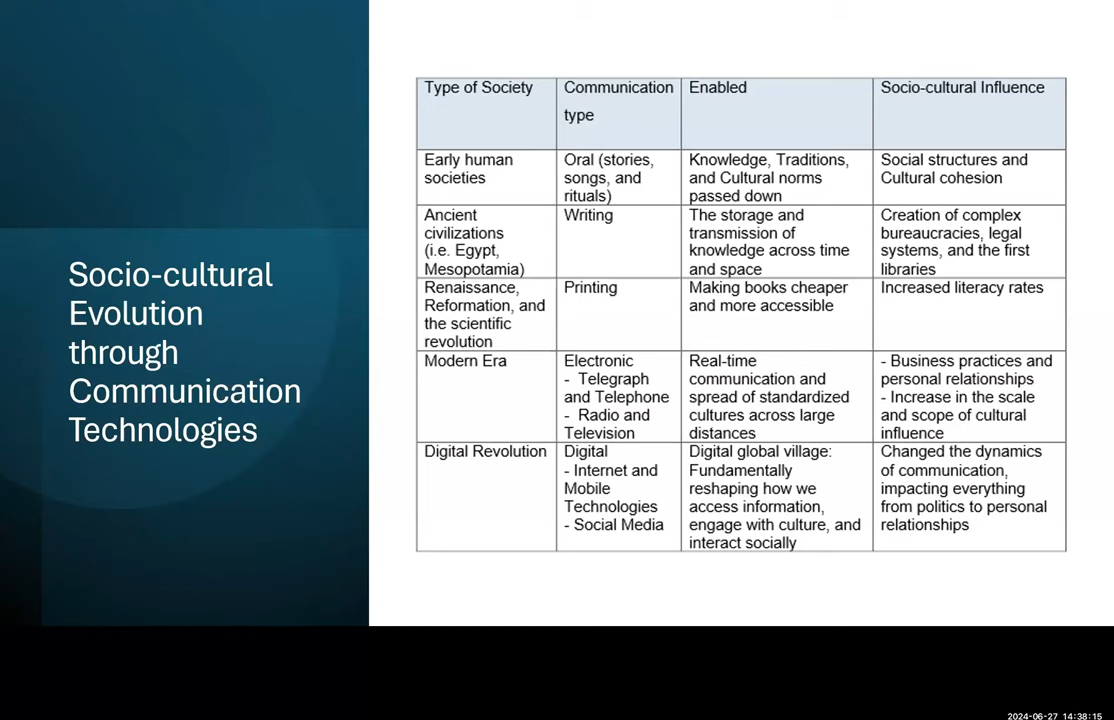 Socio-cultural
Evolution
through
Communication
Technologies
Type of Society
Communication
type
Enabled
Socio-cultural Influence
Early human
societies
Oral (stories,
songs, and
rituals)
Knowledge, Traditions,
and Cultural norms
passed down
Social structures and
Cultural cohesion
Ancient
civilizations
(i.e. Egypt,
Mesopotamia)
Writing
The storage and
transmission of
knowledge across time
and space
Creation of complex
bureaucracies, legal
systems, and the first
libraries
Renaissance,
Reformation, and
the scientific
revolution
Printing
Making books cheaper
and more accessible
Increased literacy rates
Modern Era
Electronic
- Telegraph
and Telephone
- Radio and
Television
Real-time
communication and
spread of standardized
cultures across large
distances
- Business practices and
personal relationships
- Increase in the scale
and scope of cultural
influence
Digital Revolution
Digital
- Internet and
Mobile
Technologies
- Social Media
Digital global village:
Fundamentally
reshaping how we
access information,
engage with culture, and
interact socially
Changed the dynamics
of communication,
impacting everything
from politics to personal
relationships
2024-06-27 14:38:15